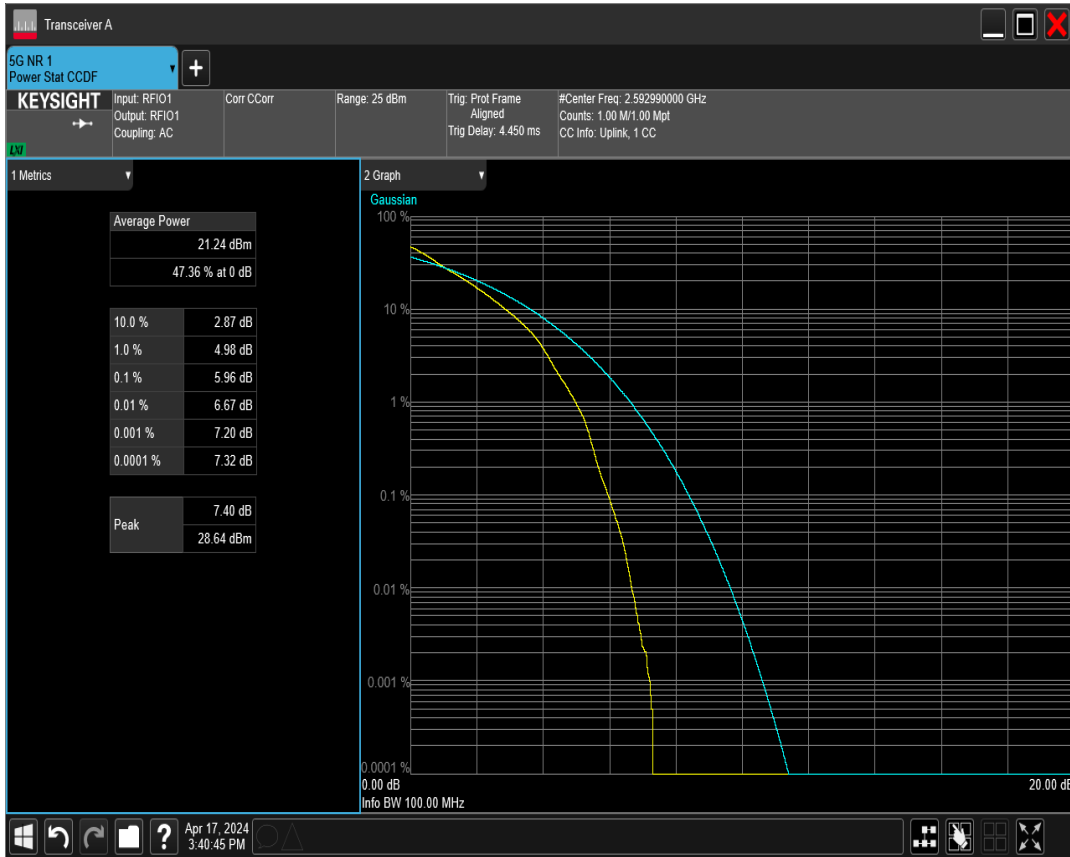 Transceiver A
5G NR 1
Power Stat CCDF
KEYSIGHT
LXI
Input: RFIO1
Output: RFIO1
Coupling: AC
Corr CCorr
Range: 25 dBm
Trig: Prot Frame
Aligned
Trig Delay: 4.450 ms
#Center Freq: 2.592990000 GHz
Counts: 1.00 M/1.00 Mpt
CC Info: Uplink, 1 CC
1 Metrics
Average Power
21.24 dBm
47.36 % at 0 dB
10.0 % 2.87 dB
1.0 % 4.98 dB
0.1 % 5.96 dB
0.01 % 6.67 dB
0.001 % 7.20 dB
0.0001 % 7.32 dB
Peak
7.40 dB
28.64 dBm
2 Graph
Gaussian
100 %
10 %
1 %
0.1 %
0.01 %
0.001 %
0.0001 %
0.00 dB 20.00 dB
Info BW 100.00 MHz
? Apr 17, 2024
3:40:45 PM